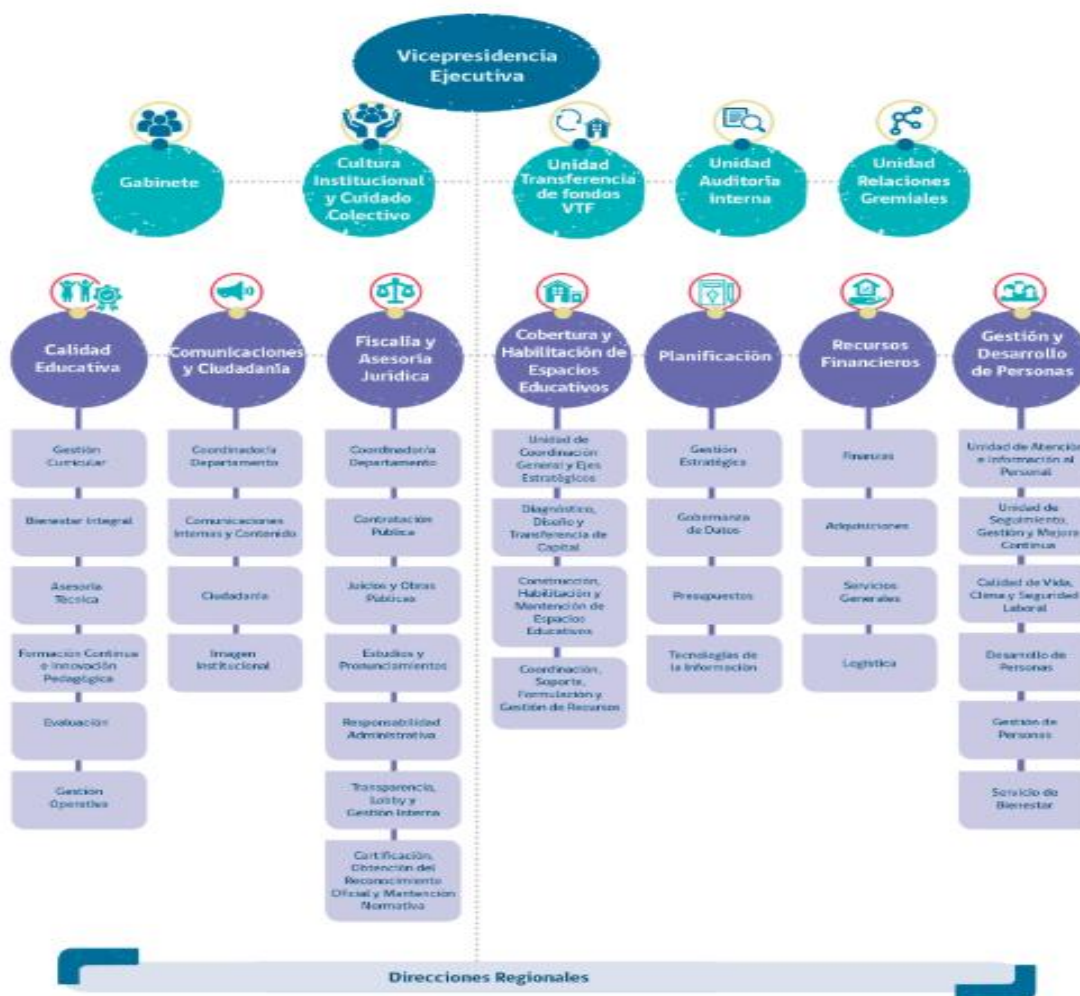 Vicepresidencia
Ejecutiva
Gabinete
Cultura
Institucional
y Cuidado
Colectivo
Unidad
Transferencia
de fondos
VTF
Unidad
Auditoría
Interna
Unidad
Relaciones
Gremiales
Calidad
Educativa
Gestión
Curricular
Bienestar Integral
Asesoría
Técnica
Formación Continua
e Innovación
Pedagógica
Evaluación
Gestión
Operativa
Comunicaciones
y Ciudadanía
Coordinador/a
Departamento
Comunicaciones
Internas y Contenido
Ciudadanía
Imagen
Institucional
Fiscalía y
Asesoría
Jurídica
Coordinador/a
Departamento
Contratación
Pública
Juicios y Obras
Públicas
Estudios y
Pronunciamientos
Responsabilidad
Administrativa
Transparencia,
Lobby y
Gestión Interna
Certificación,
Obtención del
Reconocimiento
Oficial y Mantención
Normativa
Cobertura y
Habilitación de
Espacios
Educativos
Unidad de
Coordinación
General y Ejes
Estratégicos
Diagnóstico,
Diseño y
Transferencia de
Capital
Construcción,
Habilitación y
Mantención de
Espacios
Educativos
Coordinación,
Soporte,
Formulación y
Gestión de Recursos
Planificación
Gestión
Estratégica
Gobernanza
de Datos
Presupuestos
Tecnologías de
la Información
Recursos
Financieros
Finanzas
Adquisiciones
Servicios
Generales
Logística
Gestión y
Desarrollo
de Personas
Unidad de Atención
e Información al
Personal
Unidad de
Seguimiento,
Gestión y Mejora
Continua
Calidad de Vida,
Clima y Seguridad
Laboral
Desarrollo de
Personas
Gestión de
Personas
Servicio de
Bienestar
Direcciones Regionales